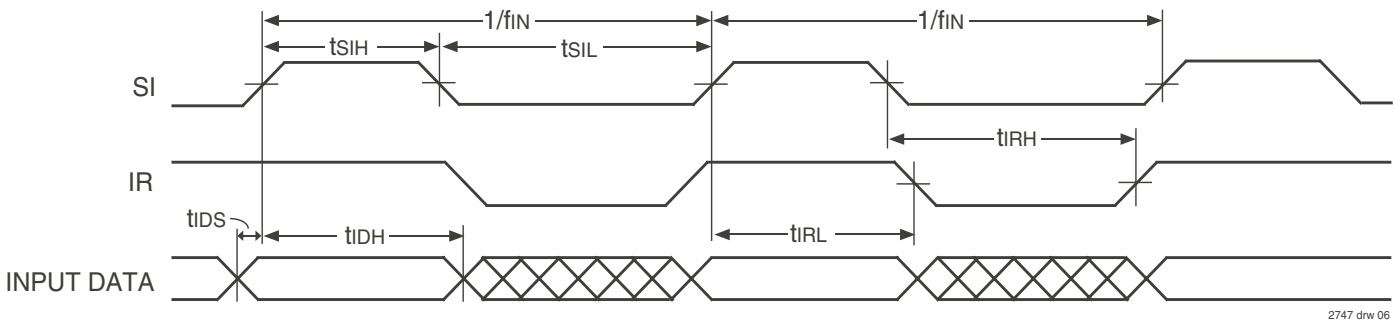 1/fIN 1/fIN
tSIH tSIL
SI
tIRH
IR
tIDS
tIDH tIRL
INPUT DATA
2747 drw 06